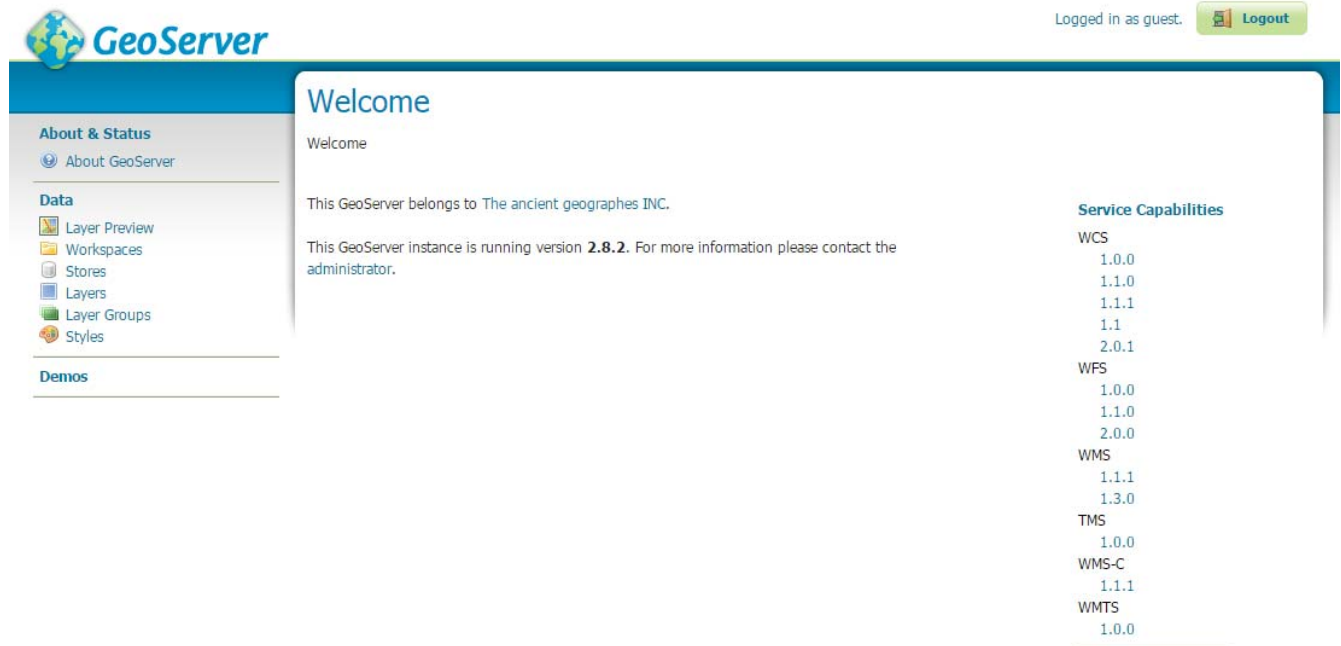 GeoServer
Logged in as guest.
Logout
About & Status
About GeoServer
Data
Layer Preview
Workspaces
Stores
Layers
Layer Groups
Styles
Demos
Welcome
Welcome
This GeoServer belongs to The ancient geographes INC.
This GeoServer instance is running version 2.8.2. For more information please contact the
administrator.
Service Capabilities
WCS
1.0.0
1.1.0
1.1.1
1.1
2.0.1
WFS
1.0.0
1.1.0
2.0.0
WMS
1.1.1
1.3.0
TMS
1.0.0
WMS-C
1.1.1
WMTS
1.0.0